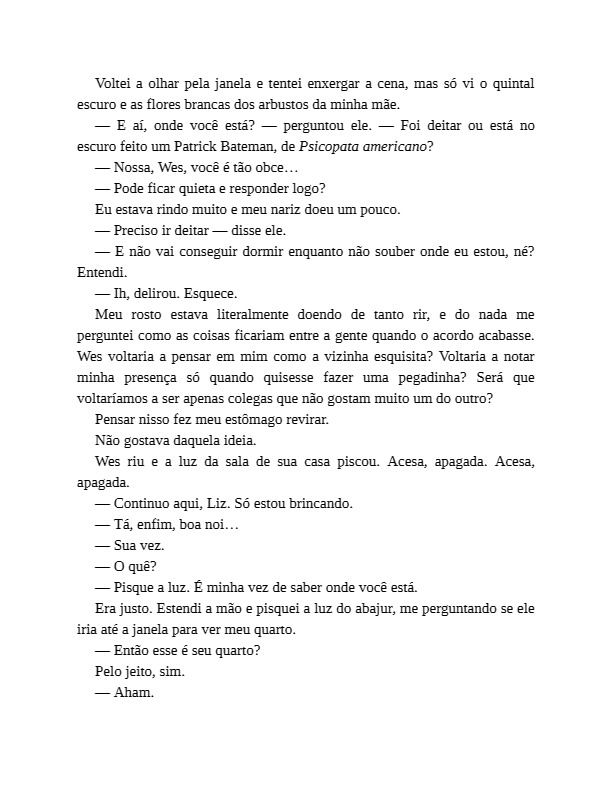 Voltei a olhar pela janela e tentei enxergar a cena, mas só vi o quintal
escuro e as flores brancas dos arbustos da minha mãe.
— E aí, onde você está? — perguntou ele. — Foi deitar ou está no
escuro feito um Patrick Bateman, de Psicopata americano?
— Nossa, Wes, você é tão obce…
— Pode ficar quieta e responder logo?
Eu estava rindo muito e meu nariz doeu um pouco.
— Preciso ir deitar — disse ele.
— E não vai conseguir dormir enquanto não souber onde eu estou, né?
Entendi.
— Ih, delirou. Esquece.
Meu rosto estava literalmente doendo de tanto rir, e do nada me
perguntei como as coisas ficariam entre a gente quando o acordo acabasse.
Wes voltaria a pensar em mim como a vizinha esquisita? Voltaria a notar
minha presença só quando quisesse fazer uma pegadinha? Será que
voltaríamos a ser apenas colegas que não gostam muito um do outro?
Pensar nisso fez meu estômago revirar.
Não gostava daquela ideia.
Wes riu e a luz da sala de sua casa piscou. Acesa, apagada. Acesa,
apagada.
— Continuo aqui, Liz. Só estou brincando.
— Tá, enfim, boa noi…
— Sua vez.
— O quê?
— Pisque a luz. É minha vez de saber onde você está.
Era justo. Estendi a mão e pisquei a luz do abajur, me perguntando se ele
iria até a janela para ver meu quarto.
— Então esse é seu quarto?
Pelo jeito, sim.
— Aham.